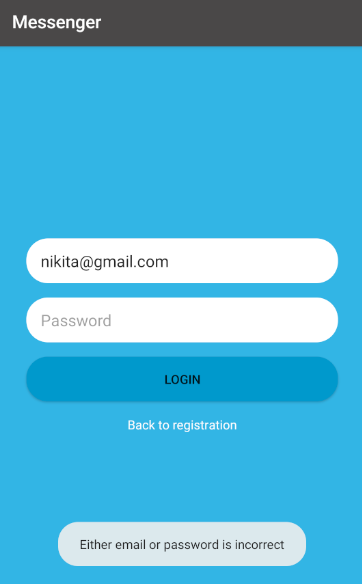 Messenger
nikita@gmail.com
Password
LOGIN
Back to registration
Either email or password is incorrect